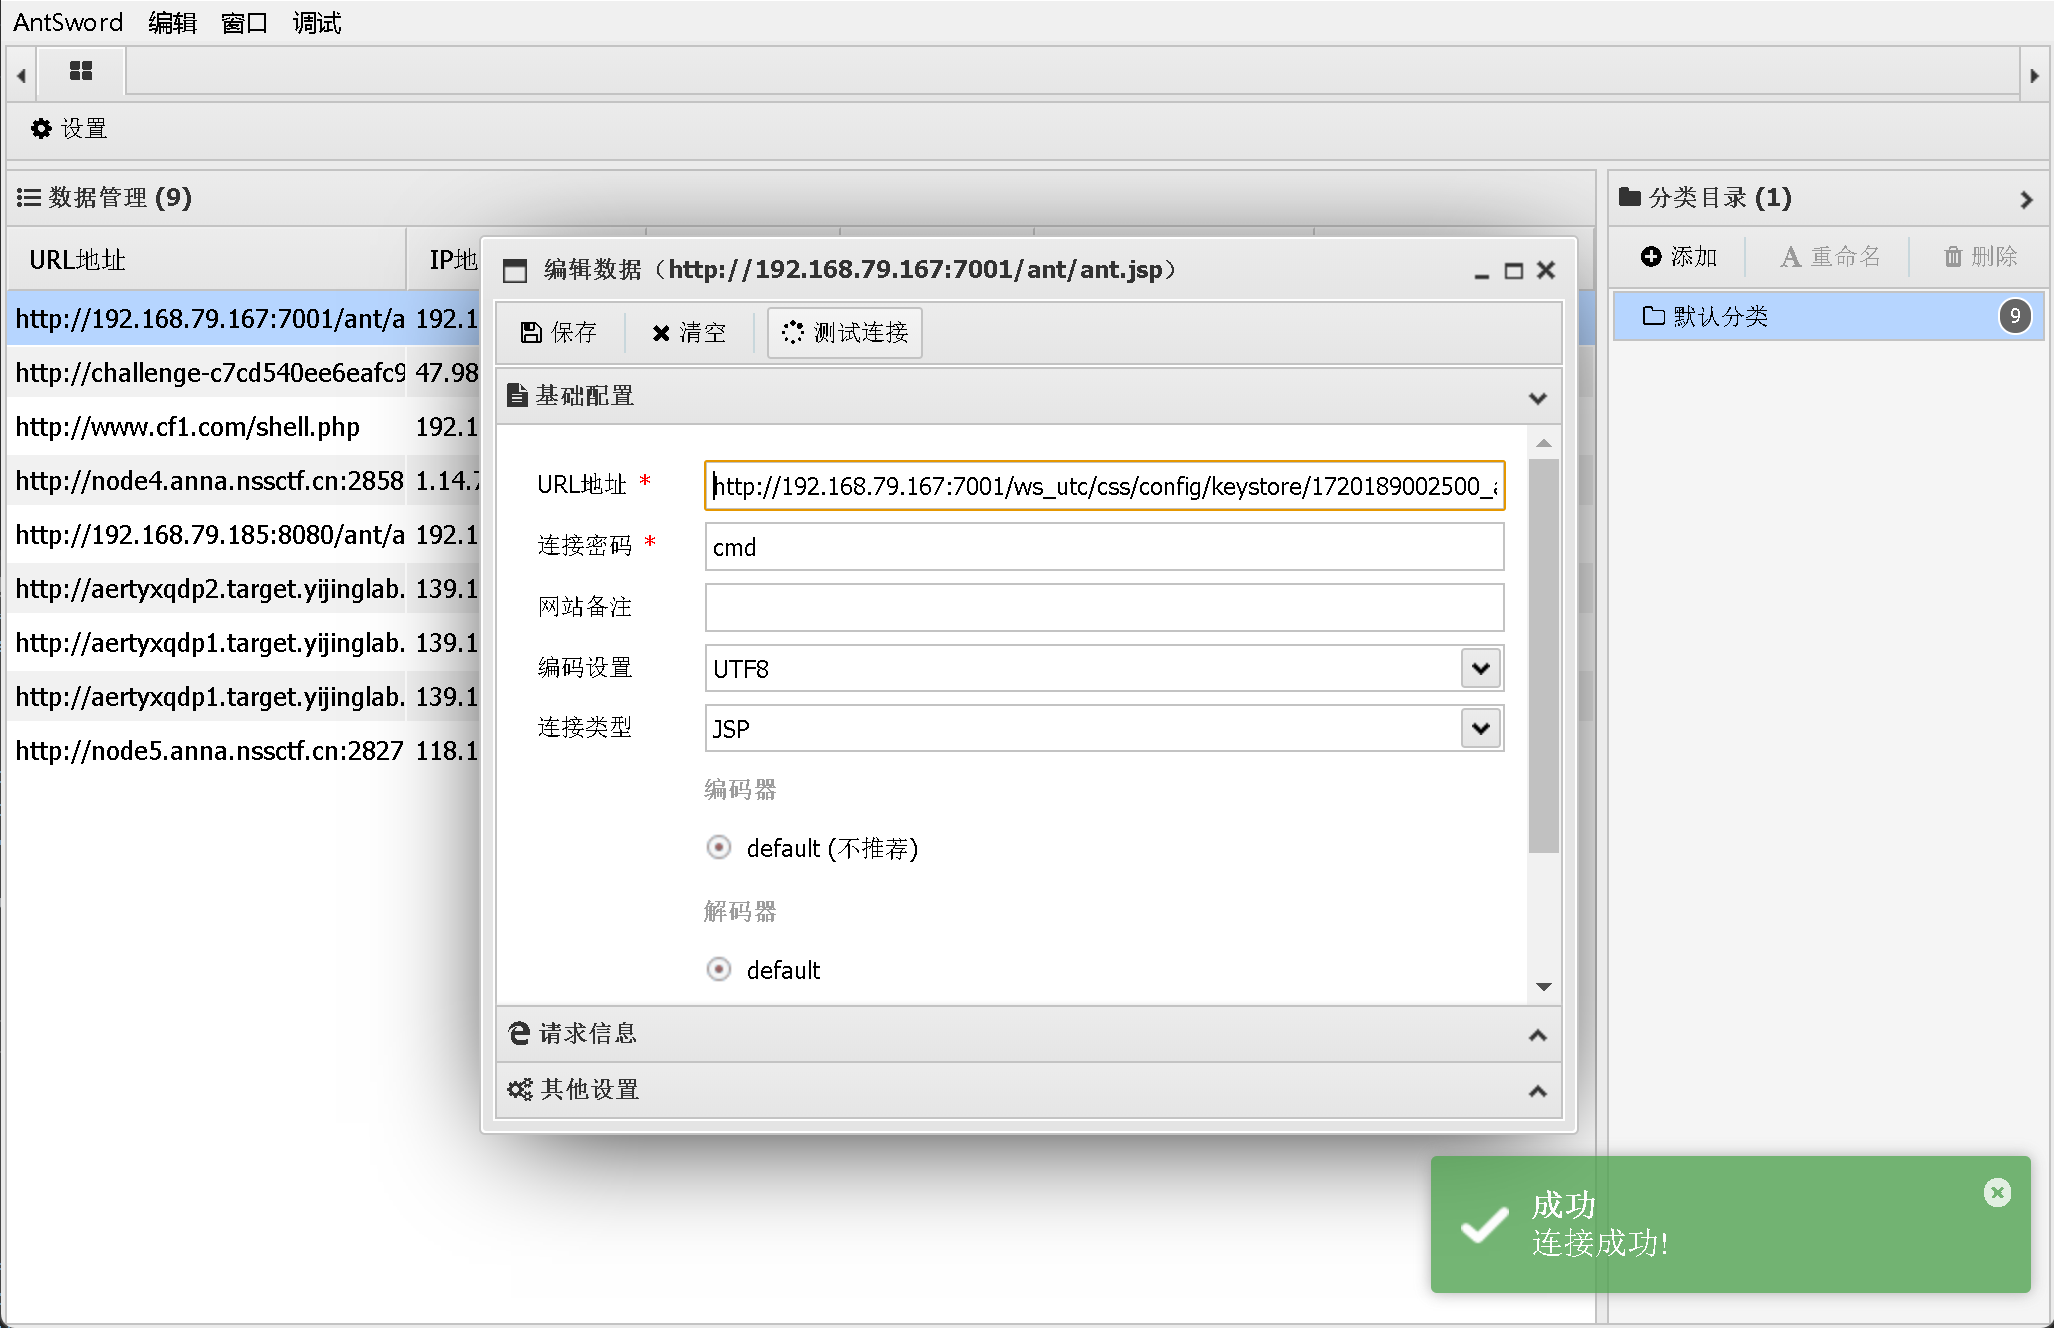 AntSword 编辑 窗口 调试
设置
数据管理 (9)
URL地址 IP地
http://192.168.79.167:7001/ant/a 192.1
http://challenge-c7cd540ee6eafc9 47.98
http://www.cf1.com/shell.php 192.1
http://node4.anna.nssctf.cn:2858 1.14.7
http://192.168.79.185:8080/ant/a 192.1
http://aertyxqdp2.target.yijinglab. 139.1
http://aertyxqdp1.target.yijinglab. 139.1
http://aertyxqdp1.target.yijinglab. 139.1
http://node5.anna.nssctf.cn:2827 118.1
编辑数据（http://192.168.79.167:7001/ant/ant.jsp）
保存 清空 测试连接
基础配置
URL地址 * http://192.168.79.167:7001/ws_utc/css/config/keystore/1720189002500_a
连接密码 * cmd
网站备注
编码设置 UTF8
连接类型 JSP
编码器
default (不推荐)
解码器
default
请求信息
其他设置
分类目录 (1)
添加 重命名 删除
默认分类 9
成功
连接成功!